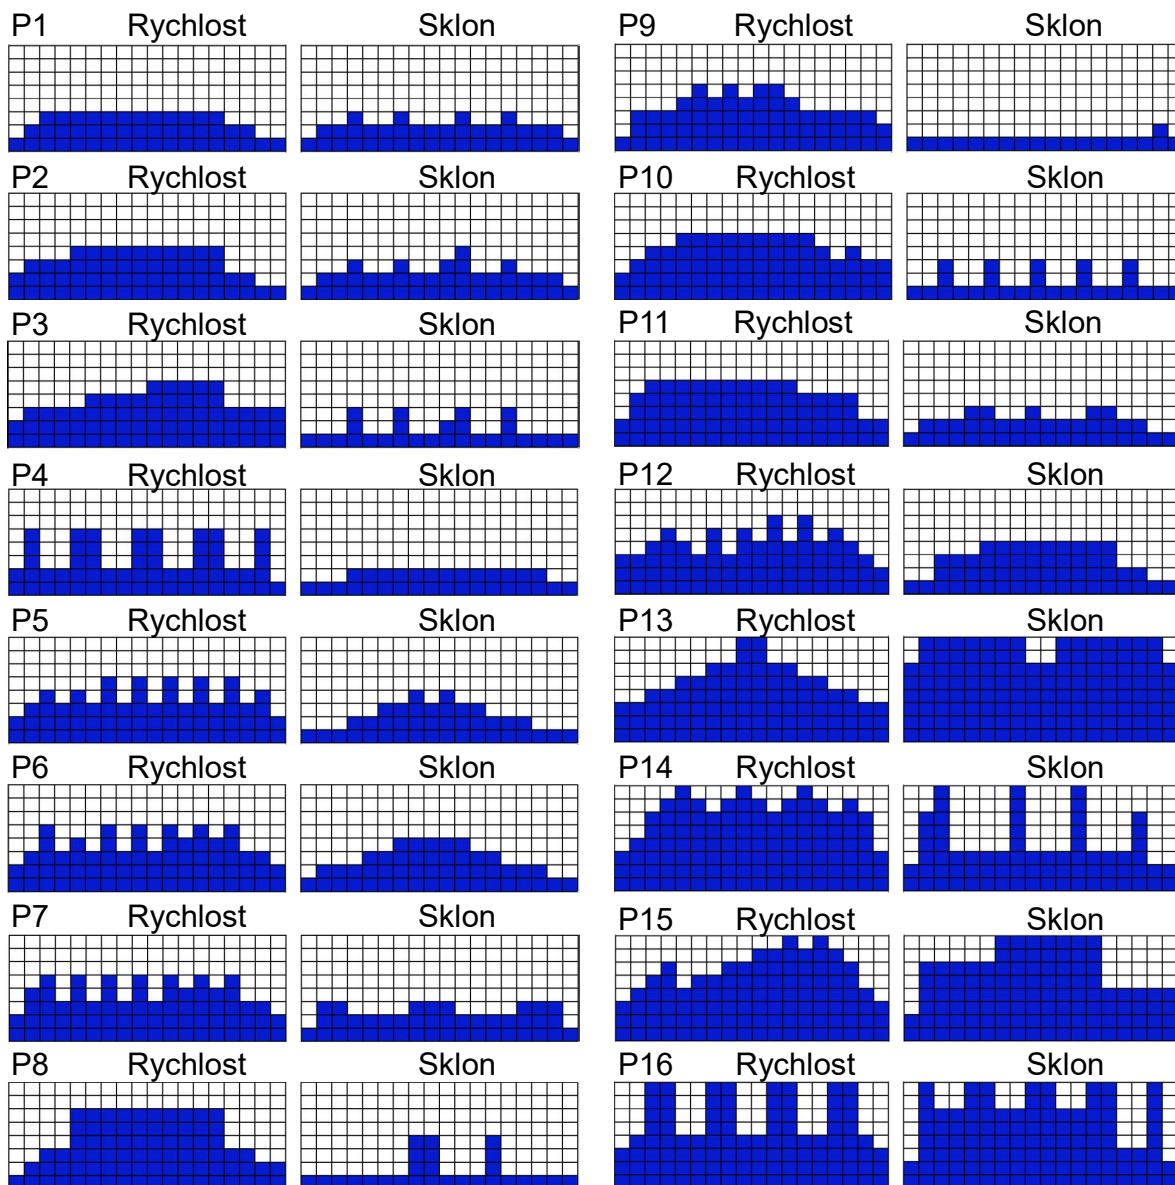 P1 Rychlost Sklon P9 Rychlost Sklon
P2 Rychlost Sklon P10 Rychlost Sklon
P3 Rychlost Sklon P11 Rychlost Sklon
P4 Rychlost Sklon P12 Rychlost Sklon
P5 Rychlost Sklon P13 Rychlost Sklon
P6 Rychlost Sklon P14 Rychlost Sklon
P7 Rychlost Sklon P15 Rychlost Sklon
P8 Rychlost Sklon P16 Rychlost Sklon